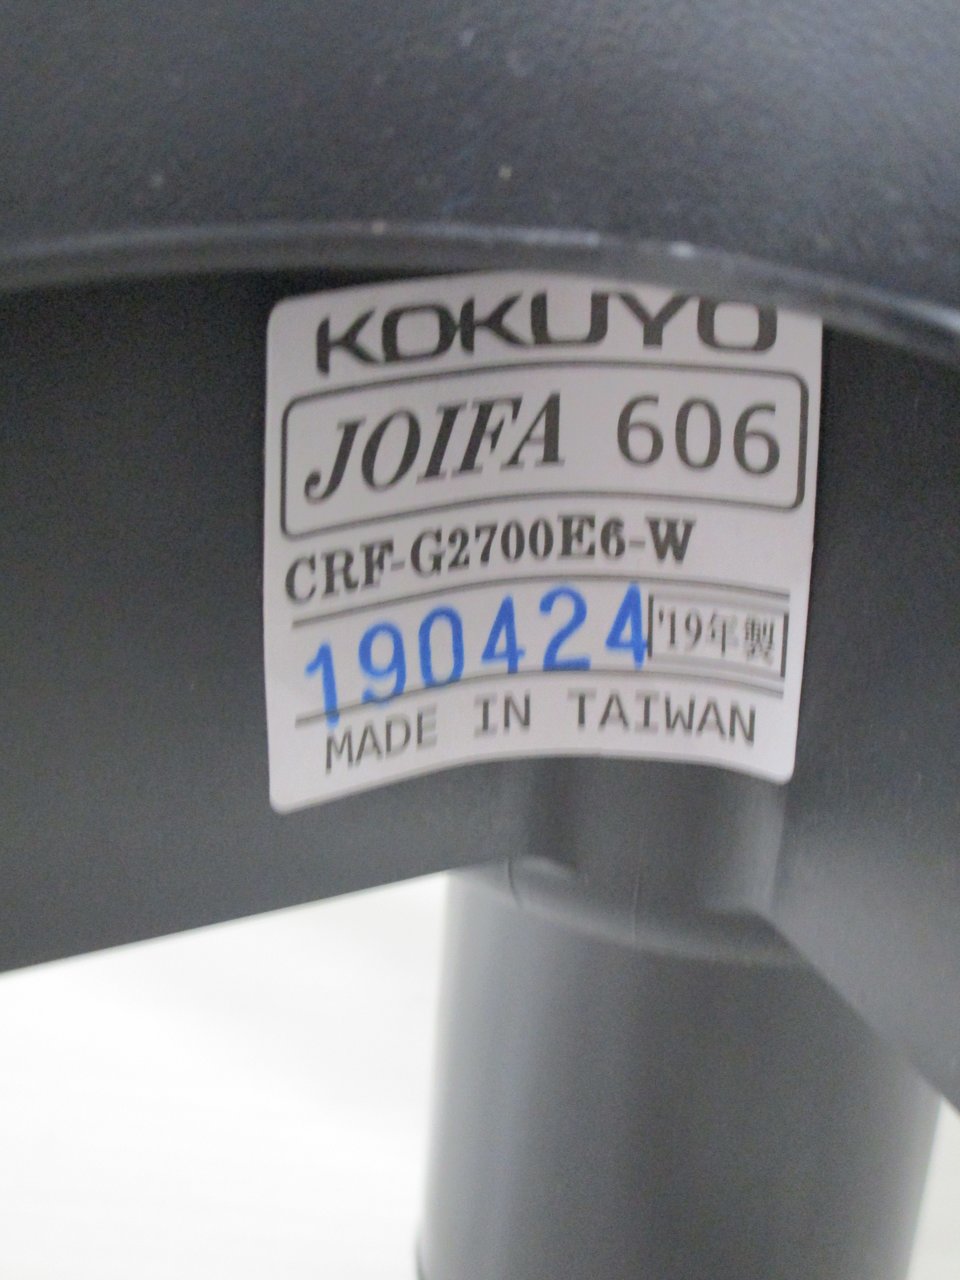 KOKUYO
JOIFA 606
CRF-G2700E6-W
190424 '19年製
MADE IN TAIWAN